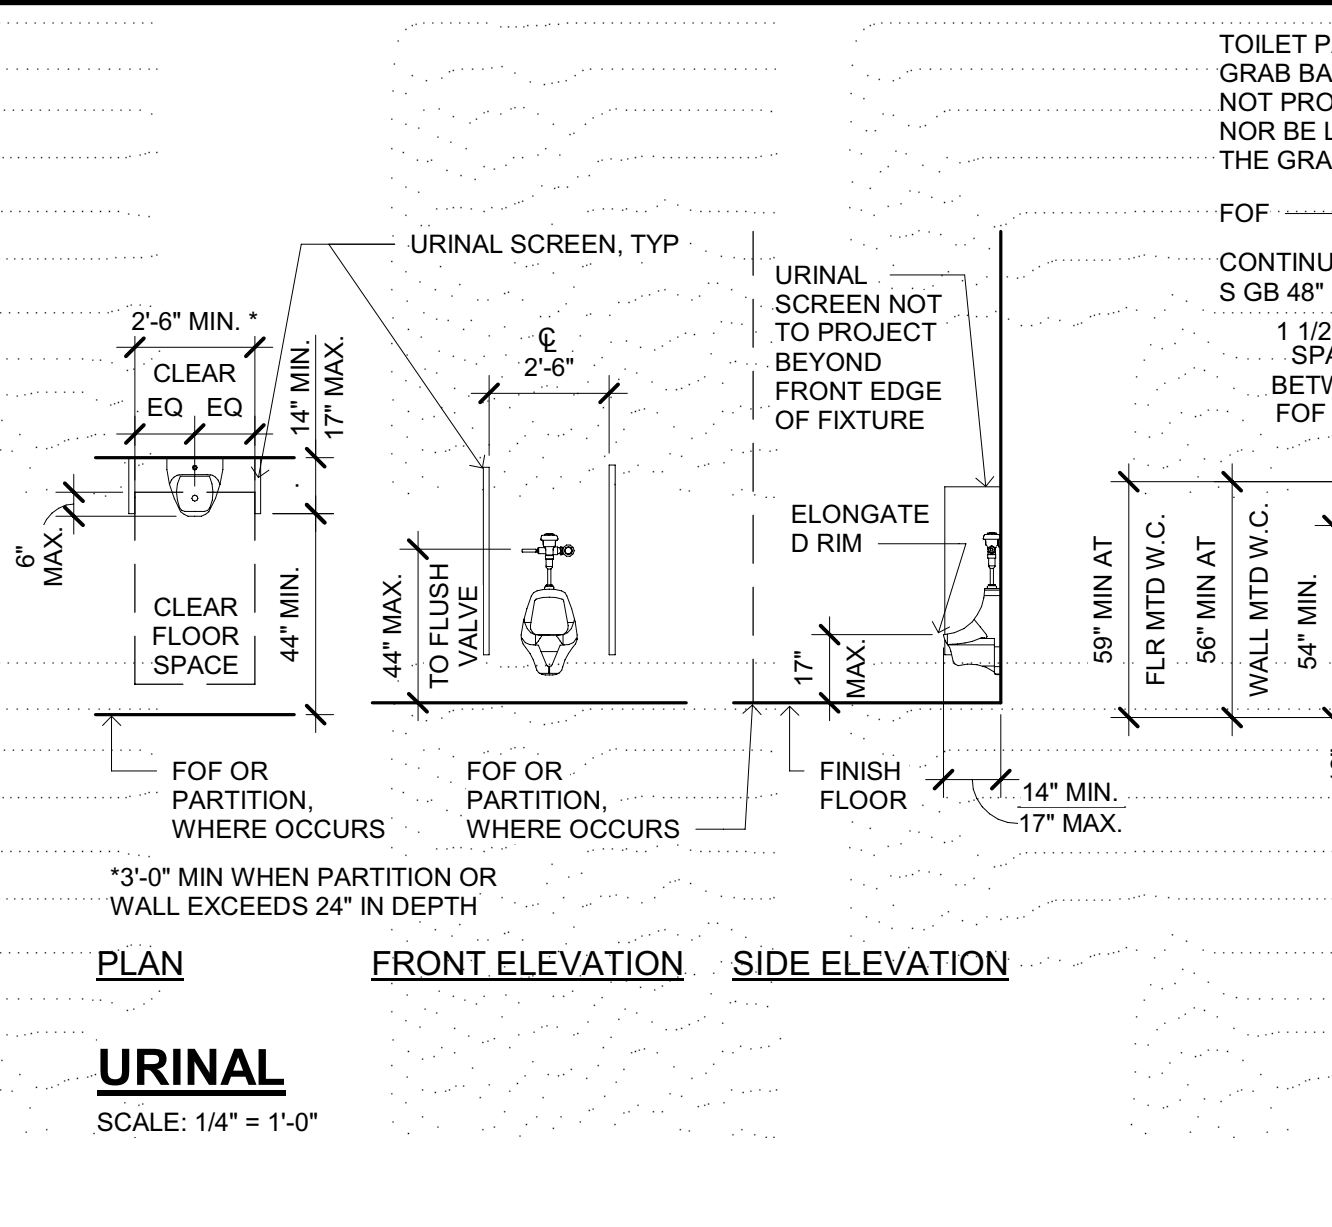 TOILET P
GRAB BA
NOT PRO
NOR BE L
THE GRA
FOF
CONTINU
S GB 48"
1 1/2
SPA
BETW
FOF
URINAL SCREEN, TYP
2'-6" MIN. *
CLEAR
EQ EQ
14" MIN.
17" MAX.
6"
MAX.
CLEAR
FLOOR
SPACE
44" MIN.
FOF OR
PARTITION,
WHERE OCCURS
*3'-0" MIN WHEN PARTITION OR
WALL EXCEEDS 24" IN DEPTH
PLAN
℄
2'-6"
44" MAX.
TO FLUSH
VALVE
FOF OR
PARTITION,
WHERE OCCURS
FRONT ELEVATION
URINAL
SCREEN NOT
TO PROJECT
BEYOND
FRONT EDGE
OF FIXTURE
ELONGATE
D RIM
17"
MAX.
FINISH
FLOOR
14" MIN.
17" MAX.
SIDE ELEVATION
59" MIN AT
FLR MTD W.C.
56" MIN AT
WALL MTD W.C.
54" MIN.
URINAL
SCALE: 1/4" = 1'-0"